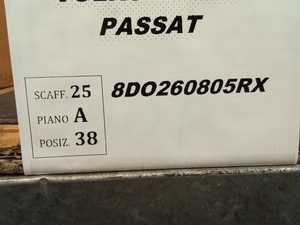 PASSAT
SCAFF. 25
8DO260805RX
PIANO A
POSIZ. 38